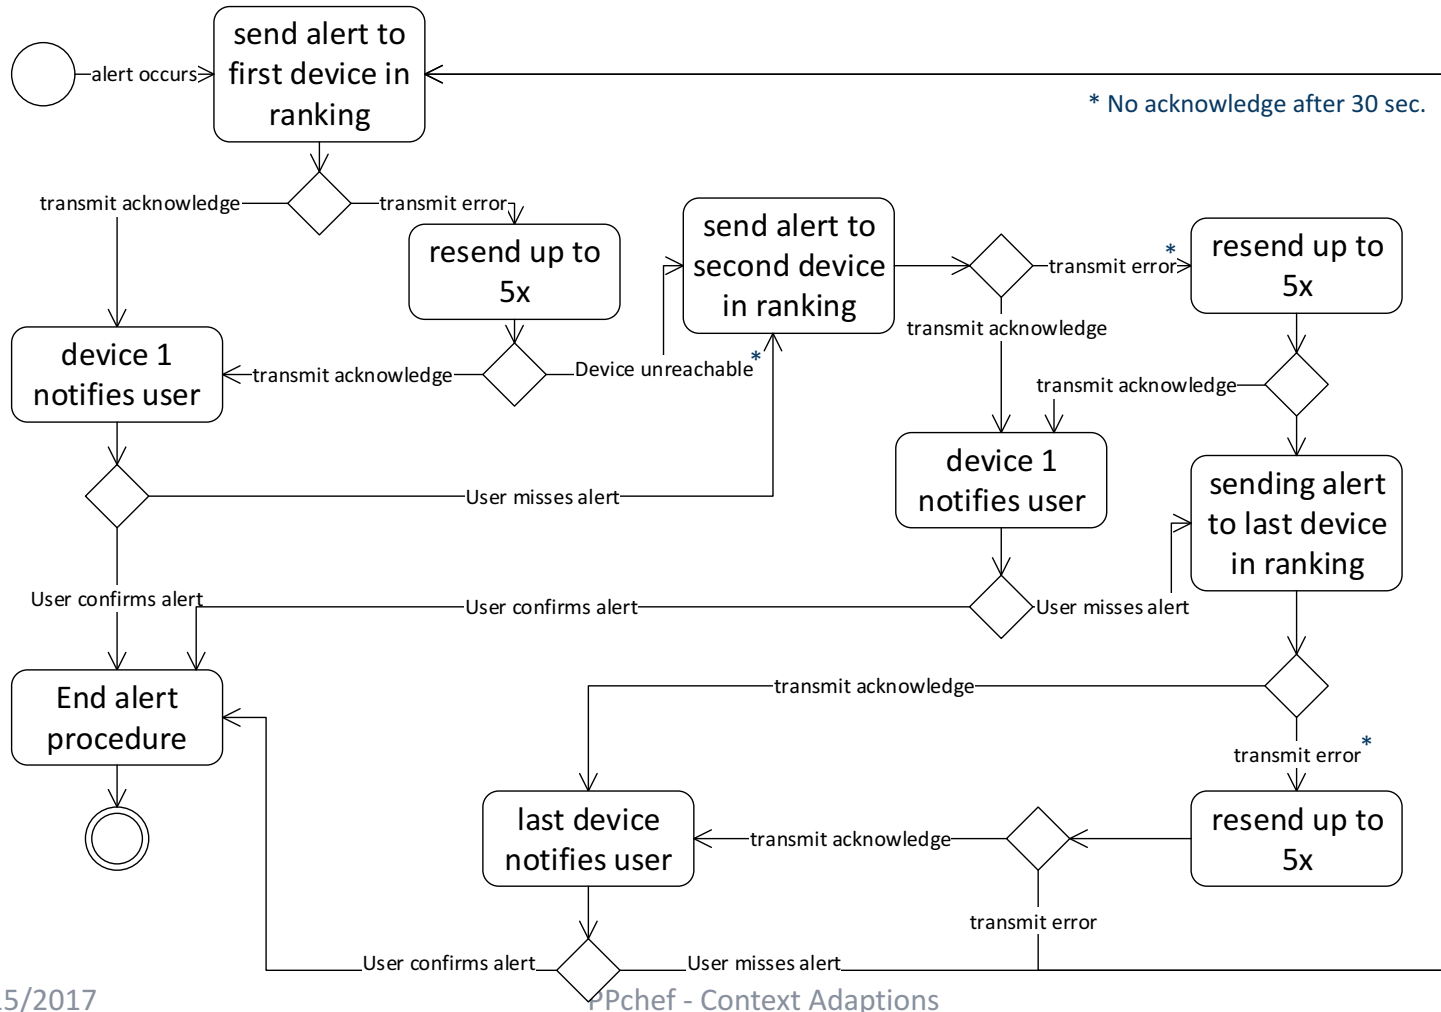 send alert to
first device in
ranking
alert occurs
* No acknowledge after 30 sec.
transmit acknowledge
transmit error
resend up to
5x
send alert to
second device
in ranking
transmit error*
resend up to
5x
transmit acknowledge
device 1
notifies user
transmit acknowledge
Device unreachable*
transmit acknowledge
device 1
notifies user
sending alert
to last device
in ranking
User misses alert
User confirms alert
User confirms alert
User misses alert
End alert
procedure
transmit acknowledge
transmit error*
last device
notifies user
transmit acknowledge
resend up to
5x
transmit error
User confirms alert
User misses alert
15/2017
PPchef - Context Adaptions